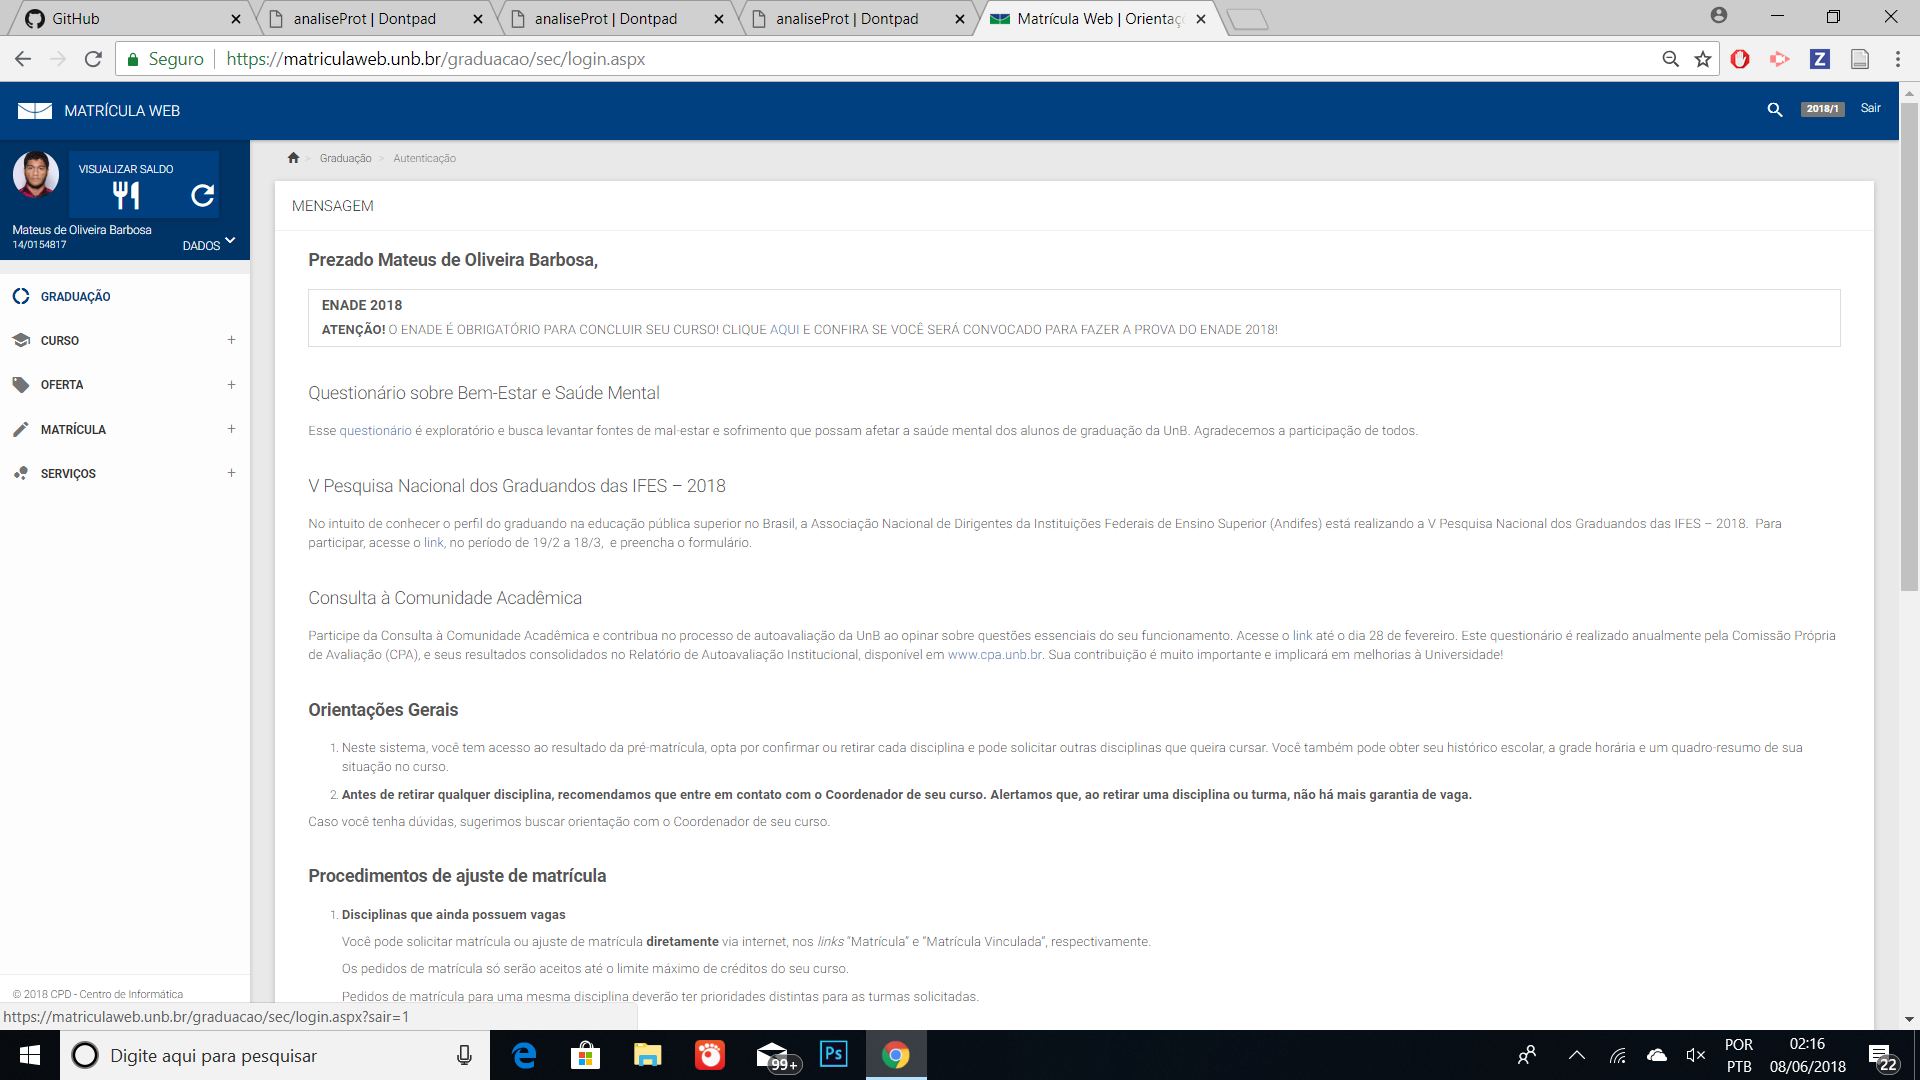 GitHub
analiseProt | Dontpad
analiseProt | Dontpad
analiseProt | Dontpad
Matrícula Web | Orientaç
Seguro
https://matriculaweb.unb.br/graduacao/sec/login.aspx
MATRÍCULA WEB
2018/1
Sair
VISUALIZAR SALDO
Mateus de Oliveira Barbosa
14/0154817
DADOS
GRADUAÇÃO
CURSO +
OFERTA +
MATRÍCULA +
SERVIÇOS +
© 2018 CPD - Centro de Informática
https://matriculaweb.unb.br/graduacao/sec/login.aspx?sair=1
> Graduação > Autenticação
MENSAGEM
Prezado Mateus de Oliveira Barbosa,
ENADE 2018
ATENÇÃO! O ENADE É OBRIGATÓRIO PARA CONCLUIR SEU CURSO! CLIQUE AQUI E CONFIRA SE VOCÊ SERÁ CONVOCADO PARA FAZER A PROVA DO ENADE 2018!
Questionário sobre Bem-Estar e Saúde Mental
Esse questionário é exploratório e busca levantar fontes de mal-estar e sofrimento que possam afetar a saúde mental dos alunos de graduação da UnB. Agradecemos a participação de todos.
V Pesquisa Nacional dos Graduandos das IFES – 2018
No intuito de conhecer o perfil do graduando na educação pública superior no Brasil, a Associação Nacional de Dirigentes da Instituições Federais de Ensino Superior (Andifes) está realizando a V Pesquisa Nacional dos Graduandos das IFES – 2018. Para
participar, acesse o link, no período de 19/2 a 18/3, e preencha o formulário.
Consulta à Comunidade Acadêmica
Participe da Consulta à Comunidade Acadêmica e contribua no processo de autoavaliação da UnB ao opinar sobre questões essenciais do seu funcionamento. Acesse o link até o dia 28 de fevereiro. Este questionário é realizado anualmente pela Comissão Própria
de Avaliação (CPA), e seus resultados consolidados no Relatório de Autoavaliação Institucional, disponível em www.cpa.unb.br. Sua contribuição é muito importante e implicará em melhorias à Universidade!
Orientações Gerais
1. Neste sistema, você tem acesso ao resultado da pré-matrícula, opta por confirmar ou retirar cada disciplina e pode solicitar outras disciplinas que queira cursar. Você também pode obter seu histórico escolar, a grade horária e um quadro-resumo de sua
situação no curso.
2. Antes de retirar qualquer disciplina, recomendamos que entre em contato com o Coordenador de seu curso. Alertamos que, ao retirar uma disciplina ou turma, não há mais garantia de vaga.
Caso você tenha dúvidas, sugerimos buscar orientação com o Coordenador de seu curso.
Procedimentos de ajuste de matrícula
1. Disciplinas que ainda possuem vagas
Você pode solicitar matrícula ou ajuste de matrícula diretamente via internet, nos links "Matrícula" e "Matrícula Vinculada", respectivamente.
Os pedidos de matrícula só serão aceitos até o limite máximo de créditos do seu curso.
Pedidos de matrícula para uma mesma disciplina deverão ter prioridades distintas para as turmas solicitadas.
Digite aqui para pesquisar
99+
Ps
POR
PTB
02:16
08/06/2018
22